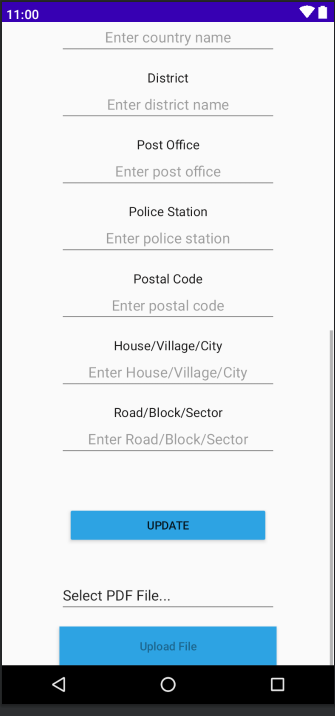 11:00
Enter country name
District
Enter district name
Post Office
Enter post office
Police Station
Enter police station
Postal Code
Enter postal code
House/Village/City
Enter House/Village/City
Road/Block/Sector
Enter Road/Block/Sector
UPDATE
Select PDF File...
Upload File